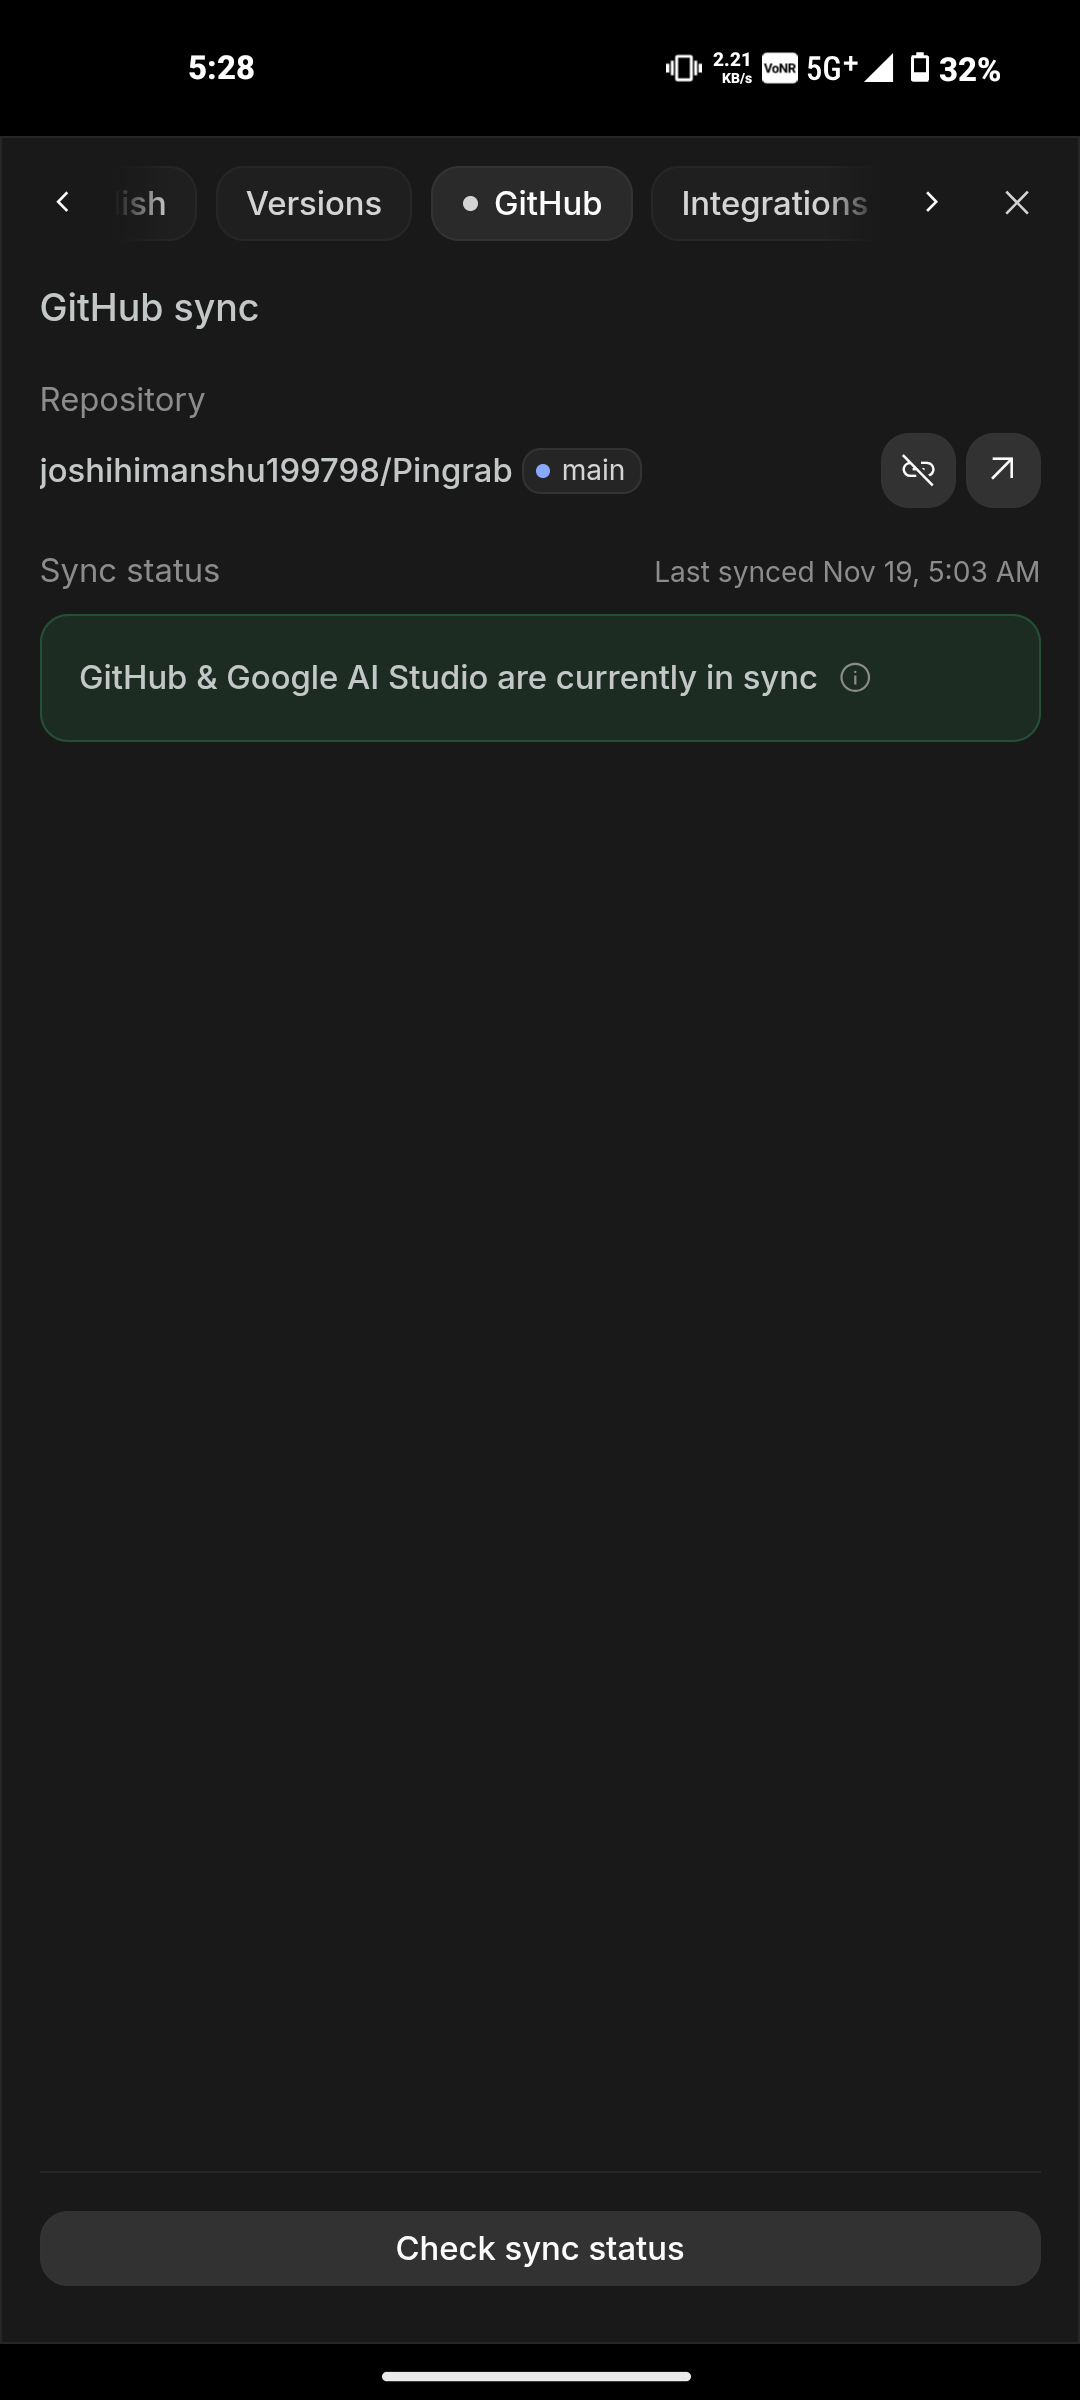 5:28
2.21
KB/s
VoNR
5G+
32%
Versions
GitHub
Integrations
GitHub sync
Repository
joshihimanshu199798/Pingrab
main
Sync status
Last synced Nov 19, 5:03 AM
GitHub & Google AI Studio are currently in sync
Check sync status